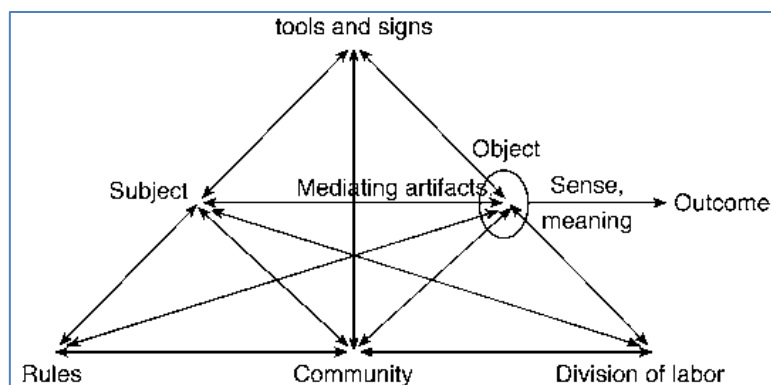 tools and signs
Object
Subject
Mediating artifacts
Sense,
meaning
Outcome
Rules
Community
Division of labor